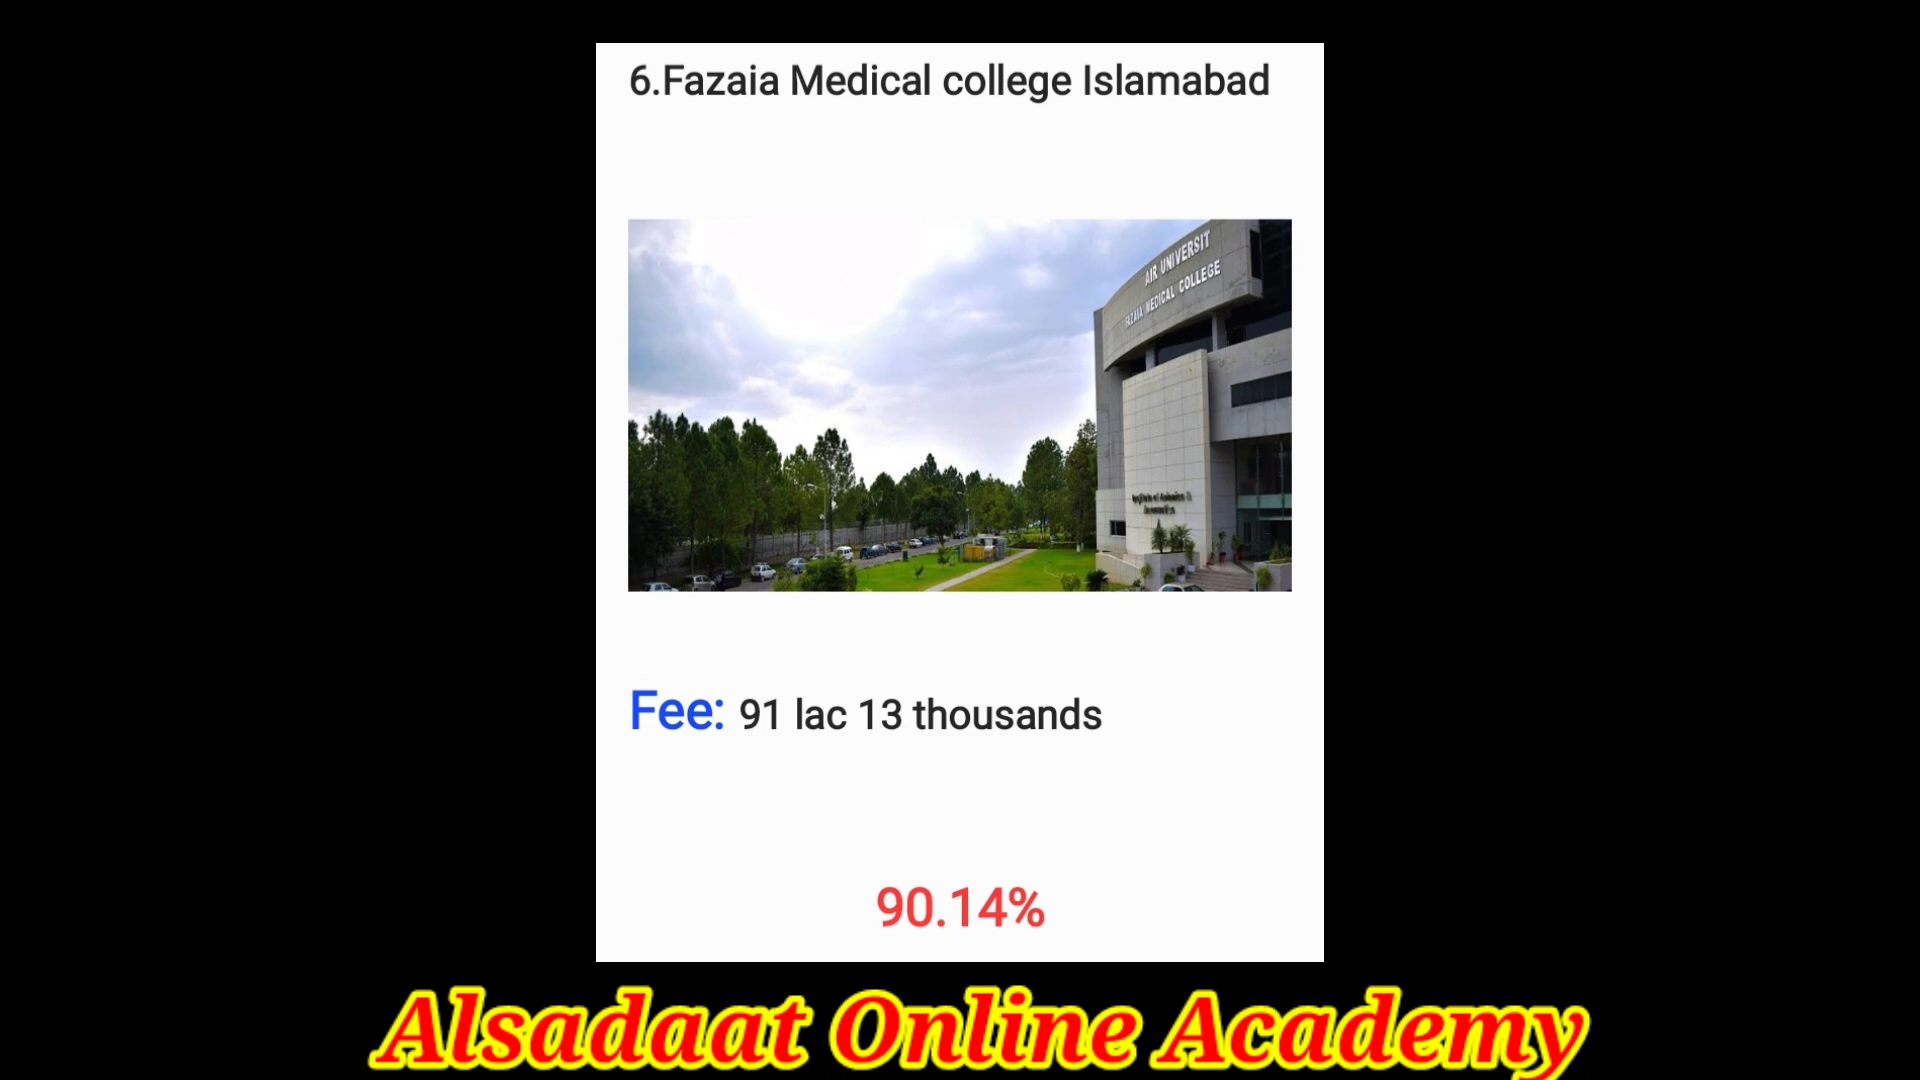 6.Fazaia Medical college Islamabad
AIR UNIVERSIT
FAZAIA MEDICAL COLLEGE
Fee: 91 lac 13 thousands
90.14%
Alsadaat Online Academy